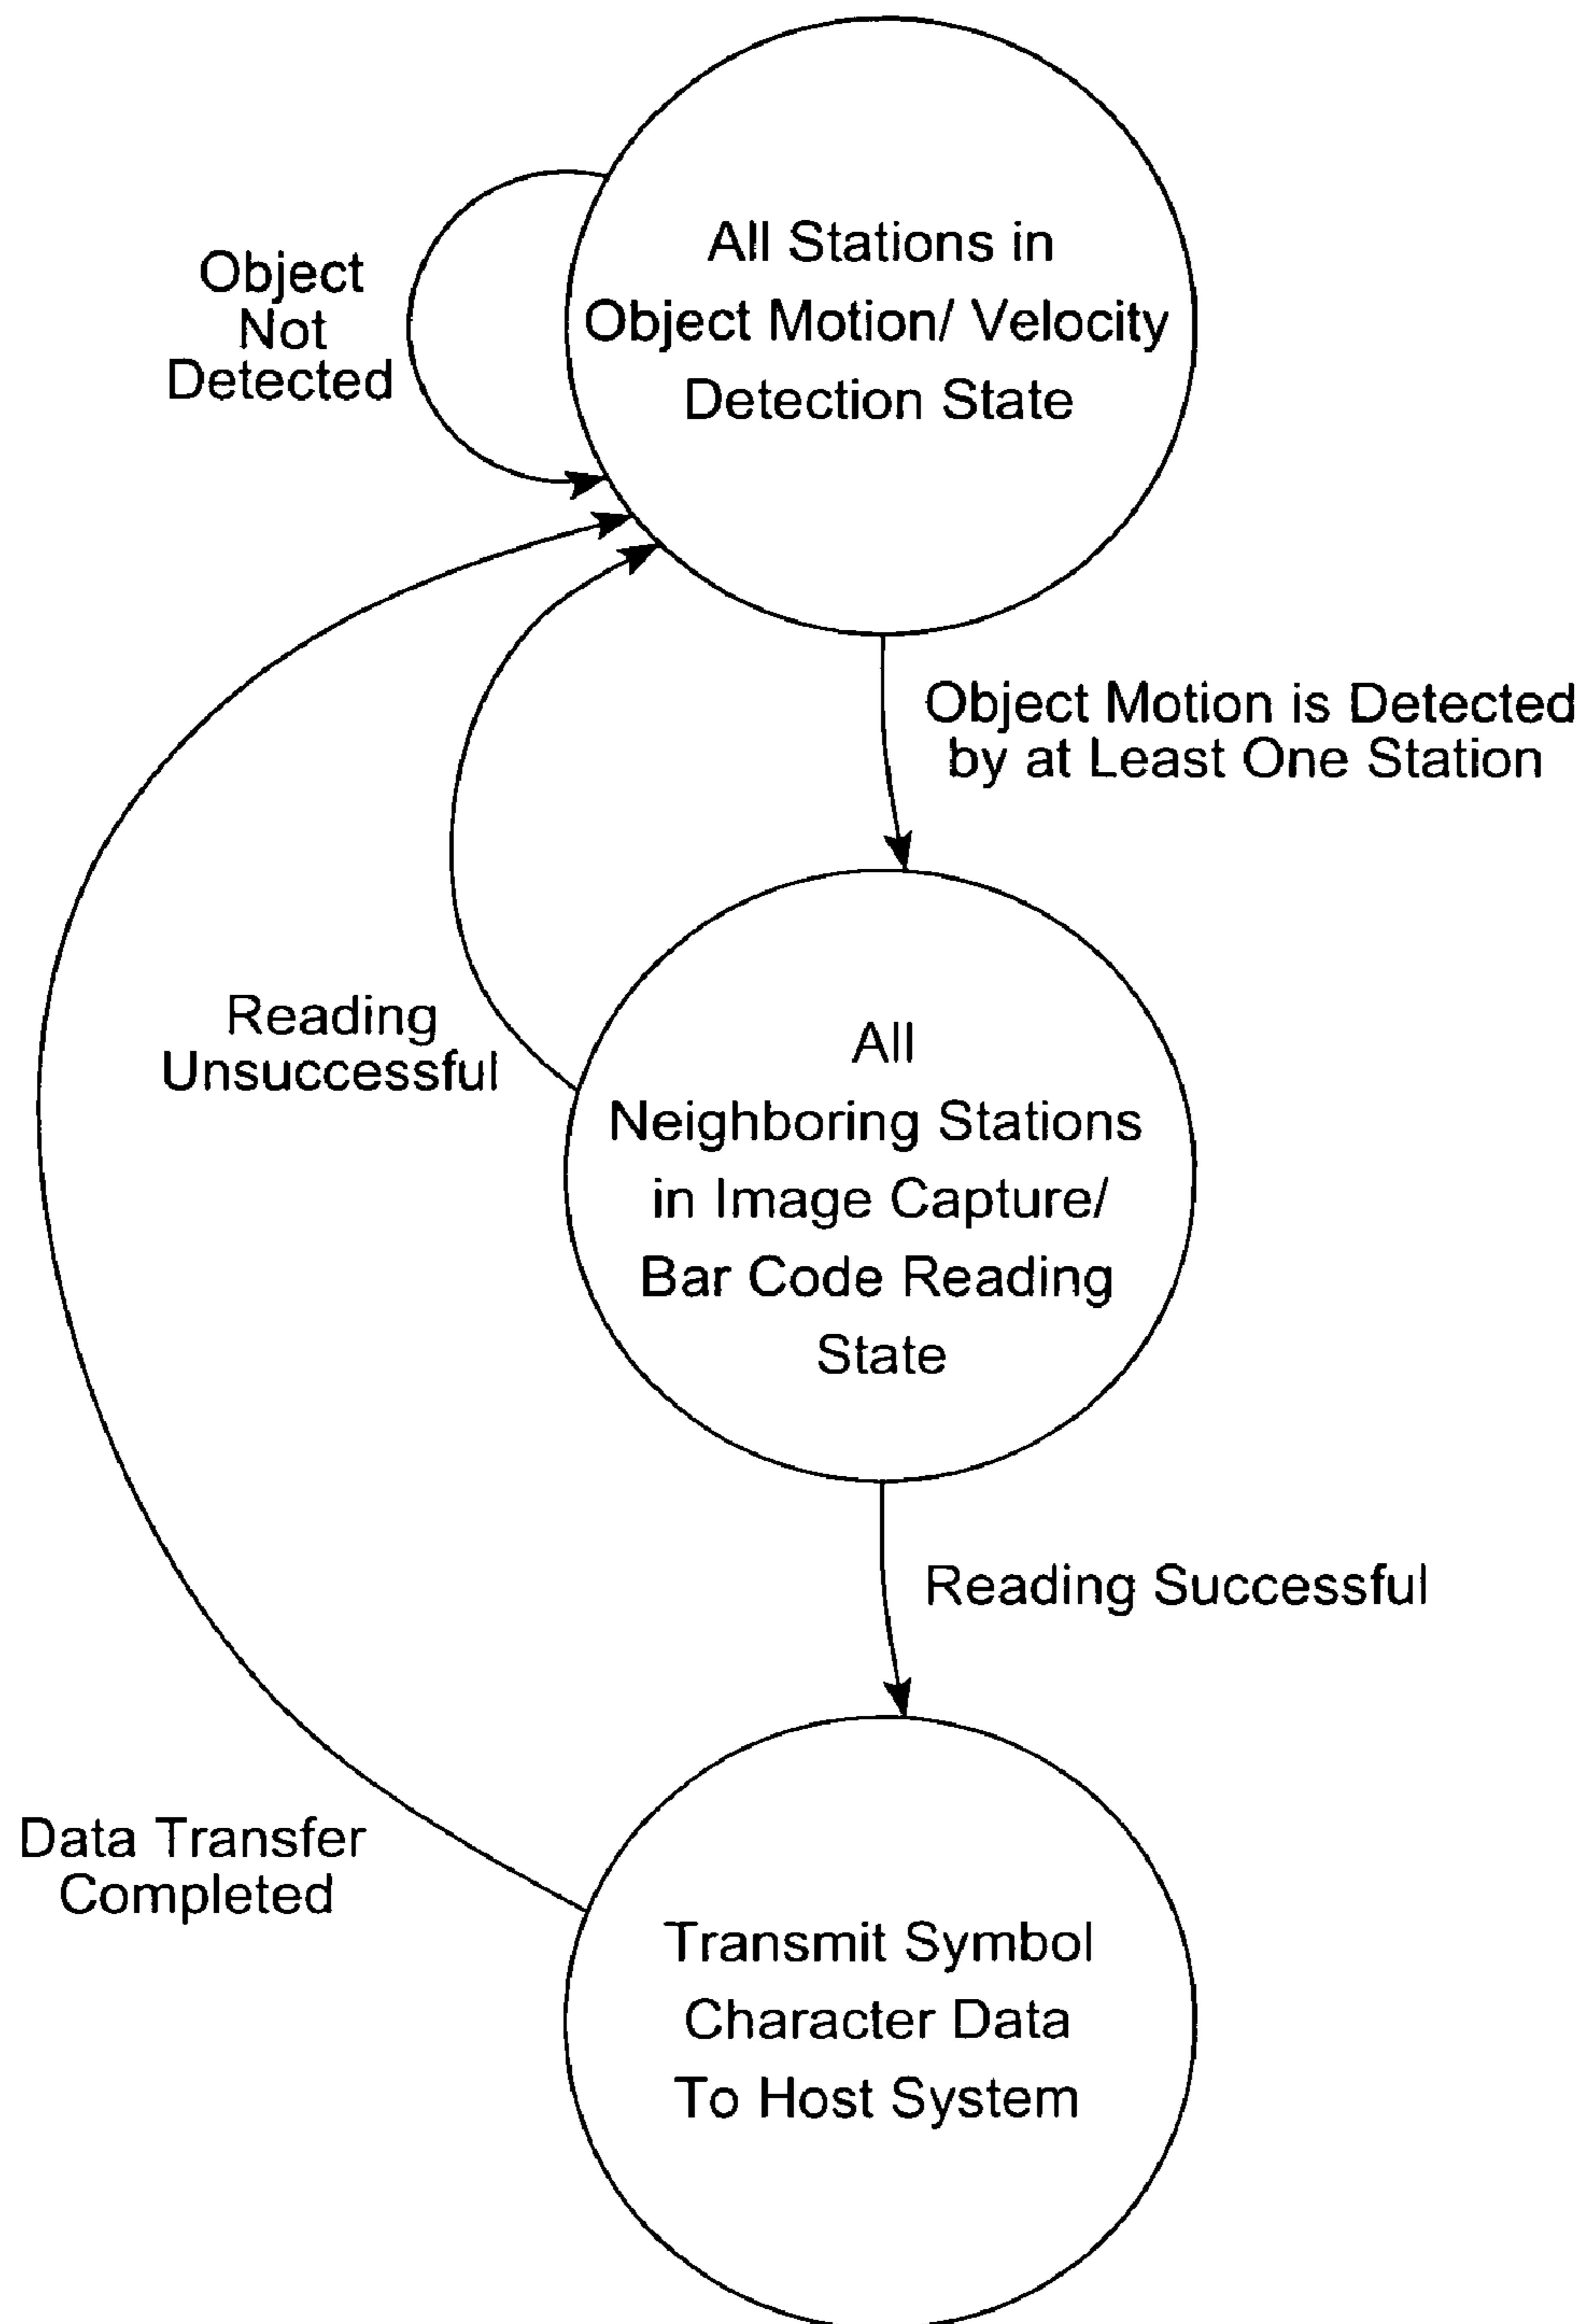 All Stations in
Object Motion/ Velocity
Detection State
Object
Not
Detected
Object Motion is Detected
by at Least One Station
Reading
Unsuccessful
All
Neighboring Stations
in Image Capture/
Bar Code Reading
State
Reading Successful
Data Transfer
Completed
Transmit Symbol
Character Data
To Host System